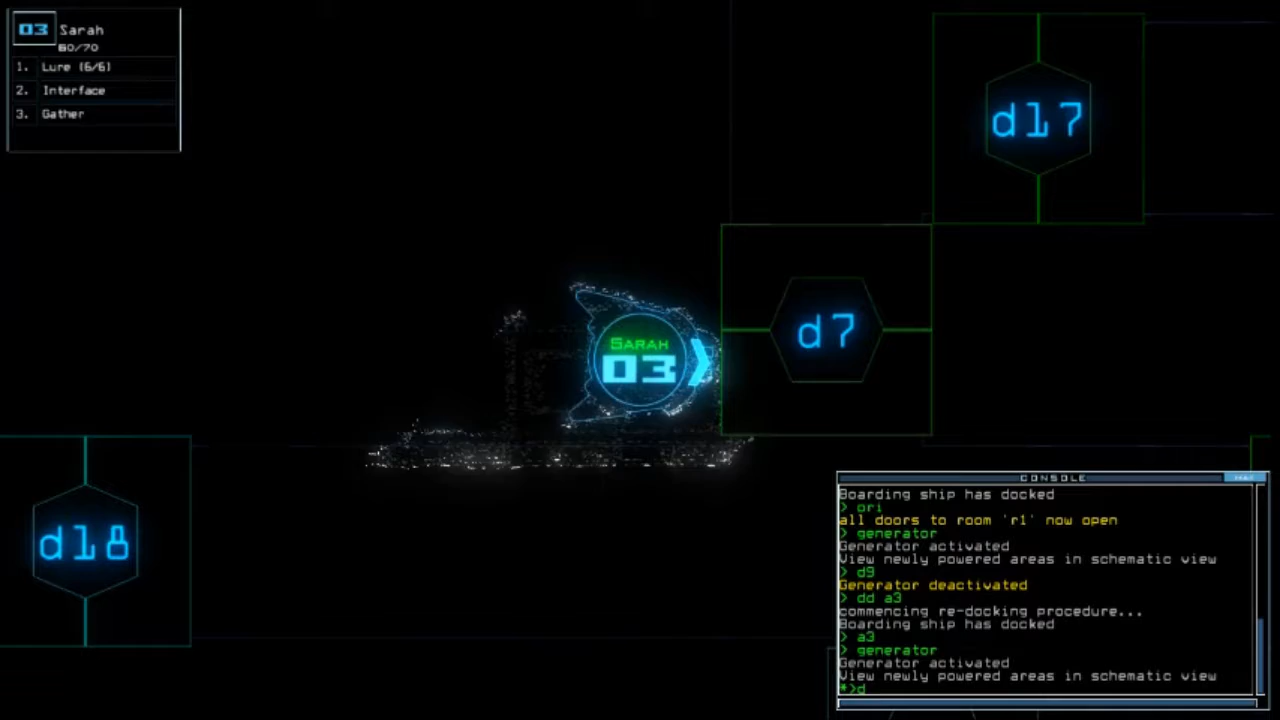 03 Sarah
60/70
1. Lure (6/6)
2. Interface
3. Gather
d17
d7
SARAH
03
d18
CONSOLE
Boarding ship has docked
> ori
all doors to room 'r1' now open
> generator
Generator activated
View newly powered areas in schematic view
> d9
Generator deactivated
> dd a3
commencing re-docking procedure...
Boarding ship has docked
> a3
> generator
Generator activated
View newly powered areas in schematic view
*>d